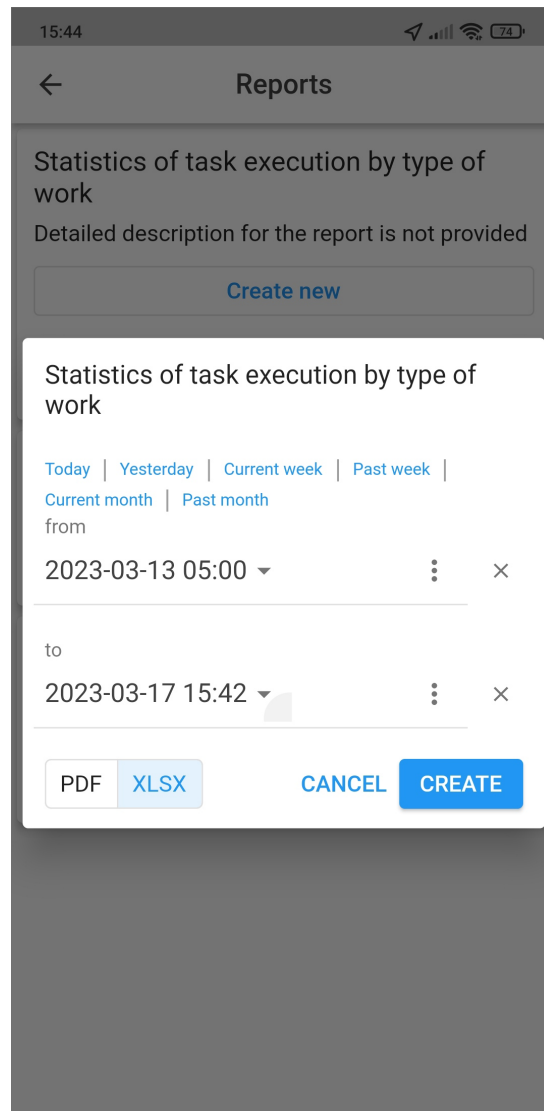 15:44
74
Reports
Statistics of task execution by type of
work
Detailed description for the report is not provided
Create new
Statistics of task execution by type of
work
Today | Yesterday | Current week | Past week |
Current month | Past month
from
2023-03-13 05:00
to
2023-03-17 15:42
PDF XLSX CANCEL CREATE